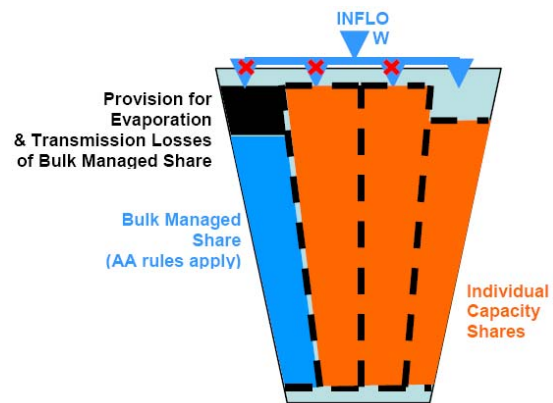 INFLO
W
Provision for
Evaporation
& Transmission Losses
of Bulk Managed Share
Bulk Managed
Share
(AA rules apply)
Individual
Capacity
Shares